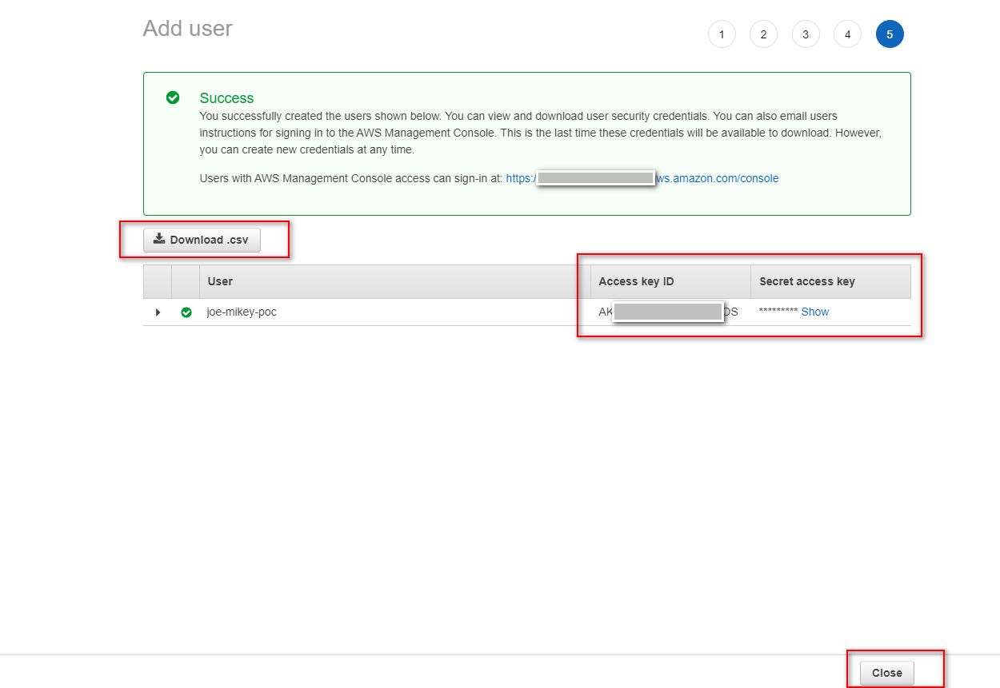 Add user
1 2 3 4 5
Success
You successfully created the users shown below. You can view and download user security credentials. You can also email users
instructions for signing in to the AWS Management Console. This is the last time these credentials will be available to download. However,
you can create new credentials at any time.
Users with AWS Management Console access can sign-in at: https:/ ws.amazon.com/console
Download .csv
User Access key ID Secret access key
joe-mikey-poc AK OS ********* Show
Close